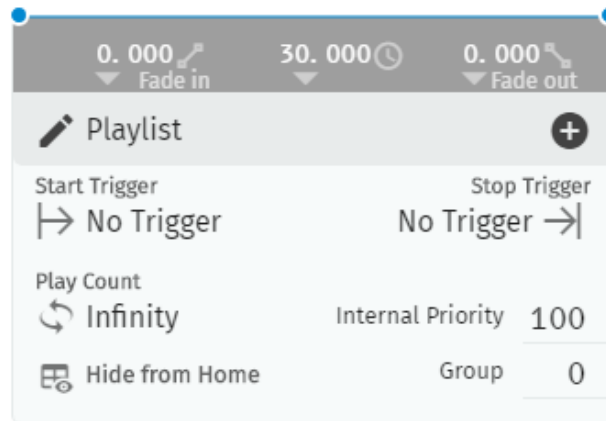 0. 000 30. 000 0. 000
Fade in Fade out
Playlist
Start Trigger Stop Trigger
No Trigger No Trigger
Play Count
Infinity Internal Priority 100
Hide from Home Group 0